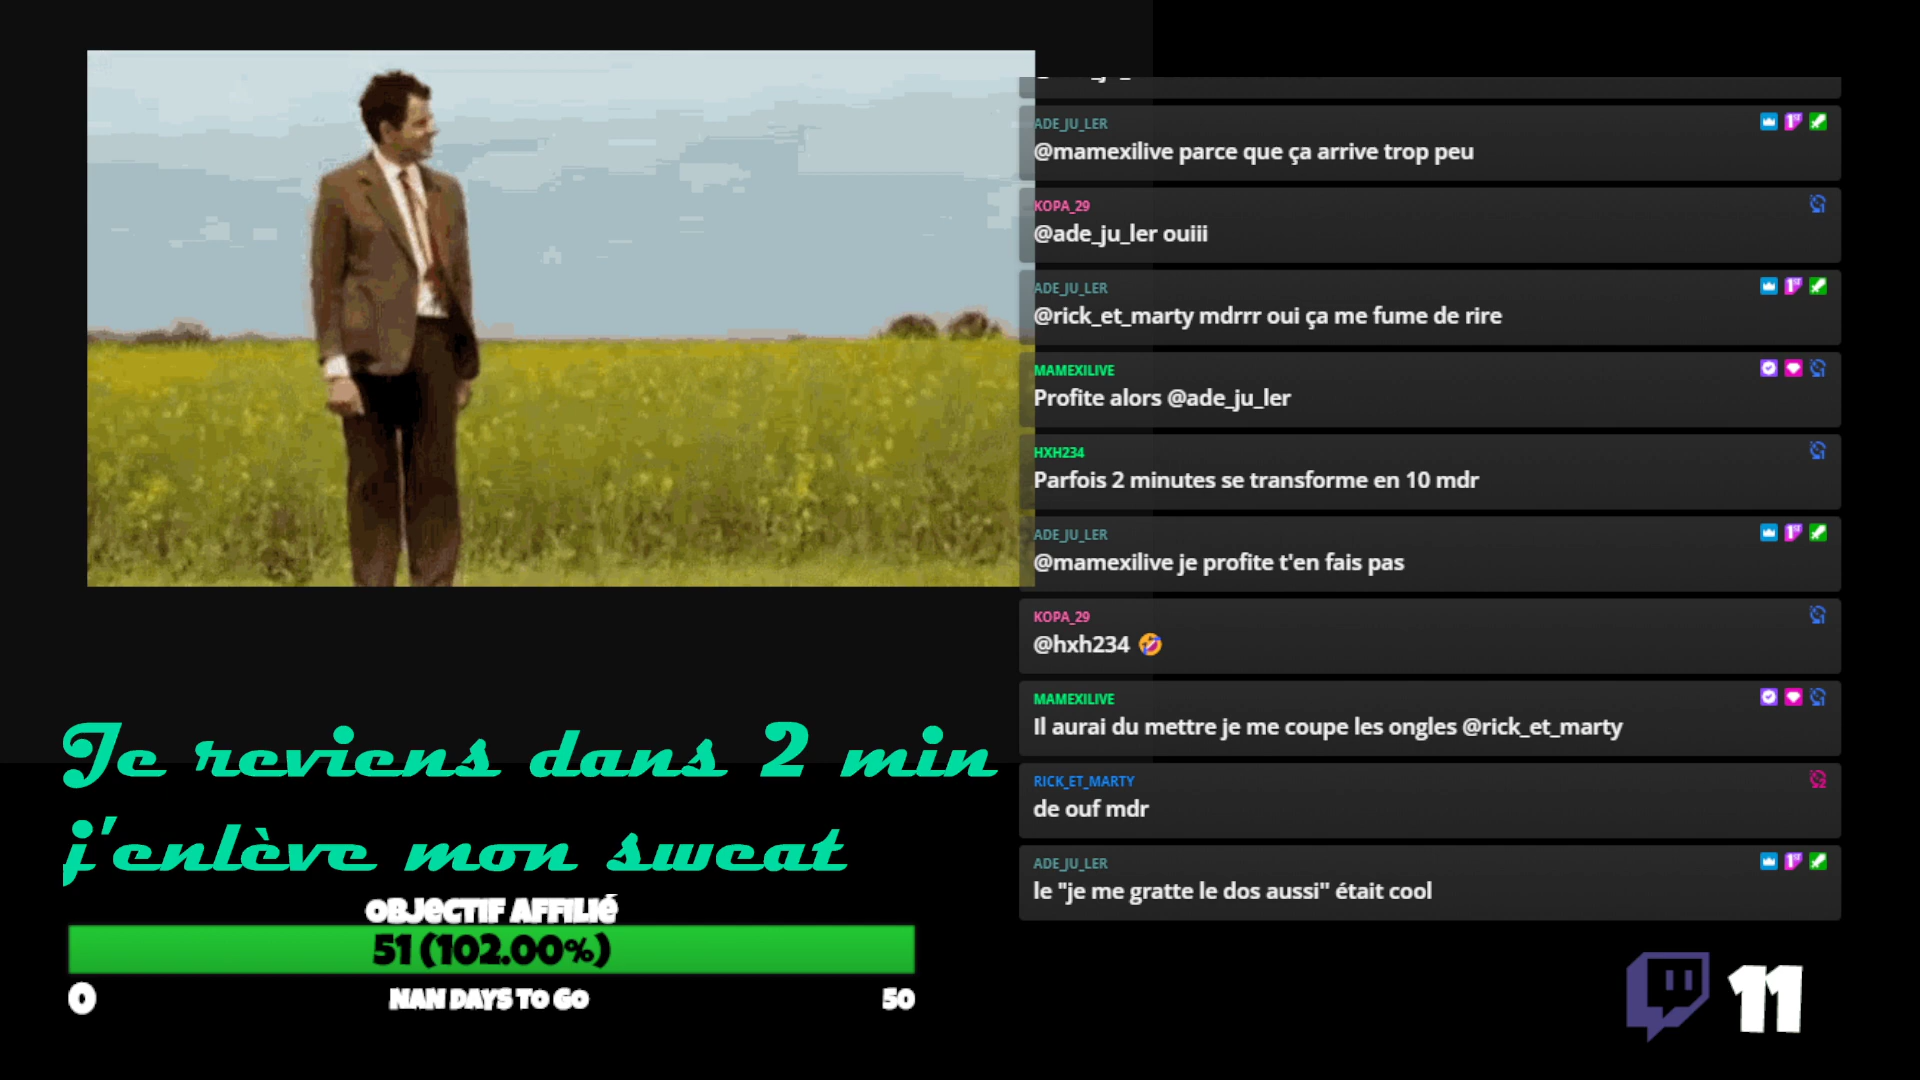 ADE_JU_LER
@mamexilive parce que ça arrive trop peu
KOPA_29
@ade_ju_ler ouiii
ADE_JU_LER
@rick_et_marty mdrrr oui ça me fume de rire
MAMEXILIVE
Profite alors @ade_ju_ler
HXH234
Parfois 2 minutes se transforme en 10 mdr
ADE_JU_LER
@mamexilive je profite t'en fais pas
KOPA_29
@hxh234 🤣
MAMEXILIVE
Il aurai du mettre je me coupe les ongles @rick_et_marty
RICK_ET_MARTY
de ouf mdr
ADE_JU_LER
le "je me gratte le dos aussi" était cool
Je reviens dans 2 min
j'enlève mon sweat
OBJECTIF AFFILIÉ
51 (102.00%)
0 NAN DAYS TO GO 50
11